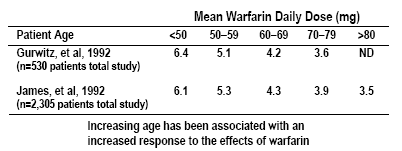 Mean Warfarin Daily Dose (mg)
Patient Age <50 50–59 60–69 70–79 >80
Gurwitz, et al, 1992 6.4 5.1 4.2 3.6 ND
(n=530 patients total study)
James, et al, 1992 6.1 5.3 4.3 3.9 3.5
(n=2,305 patients total study)
Increasing age has been associated with an
increased response to the effects of warfarin